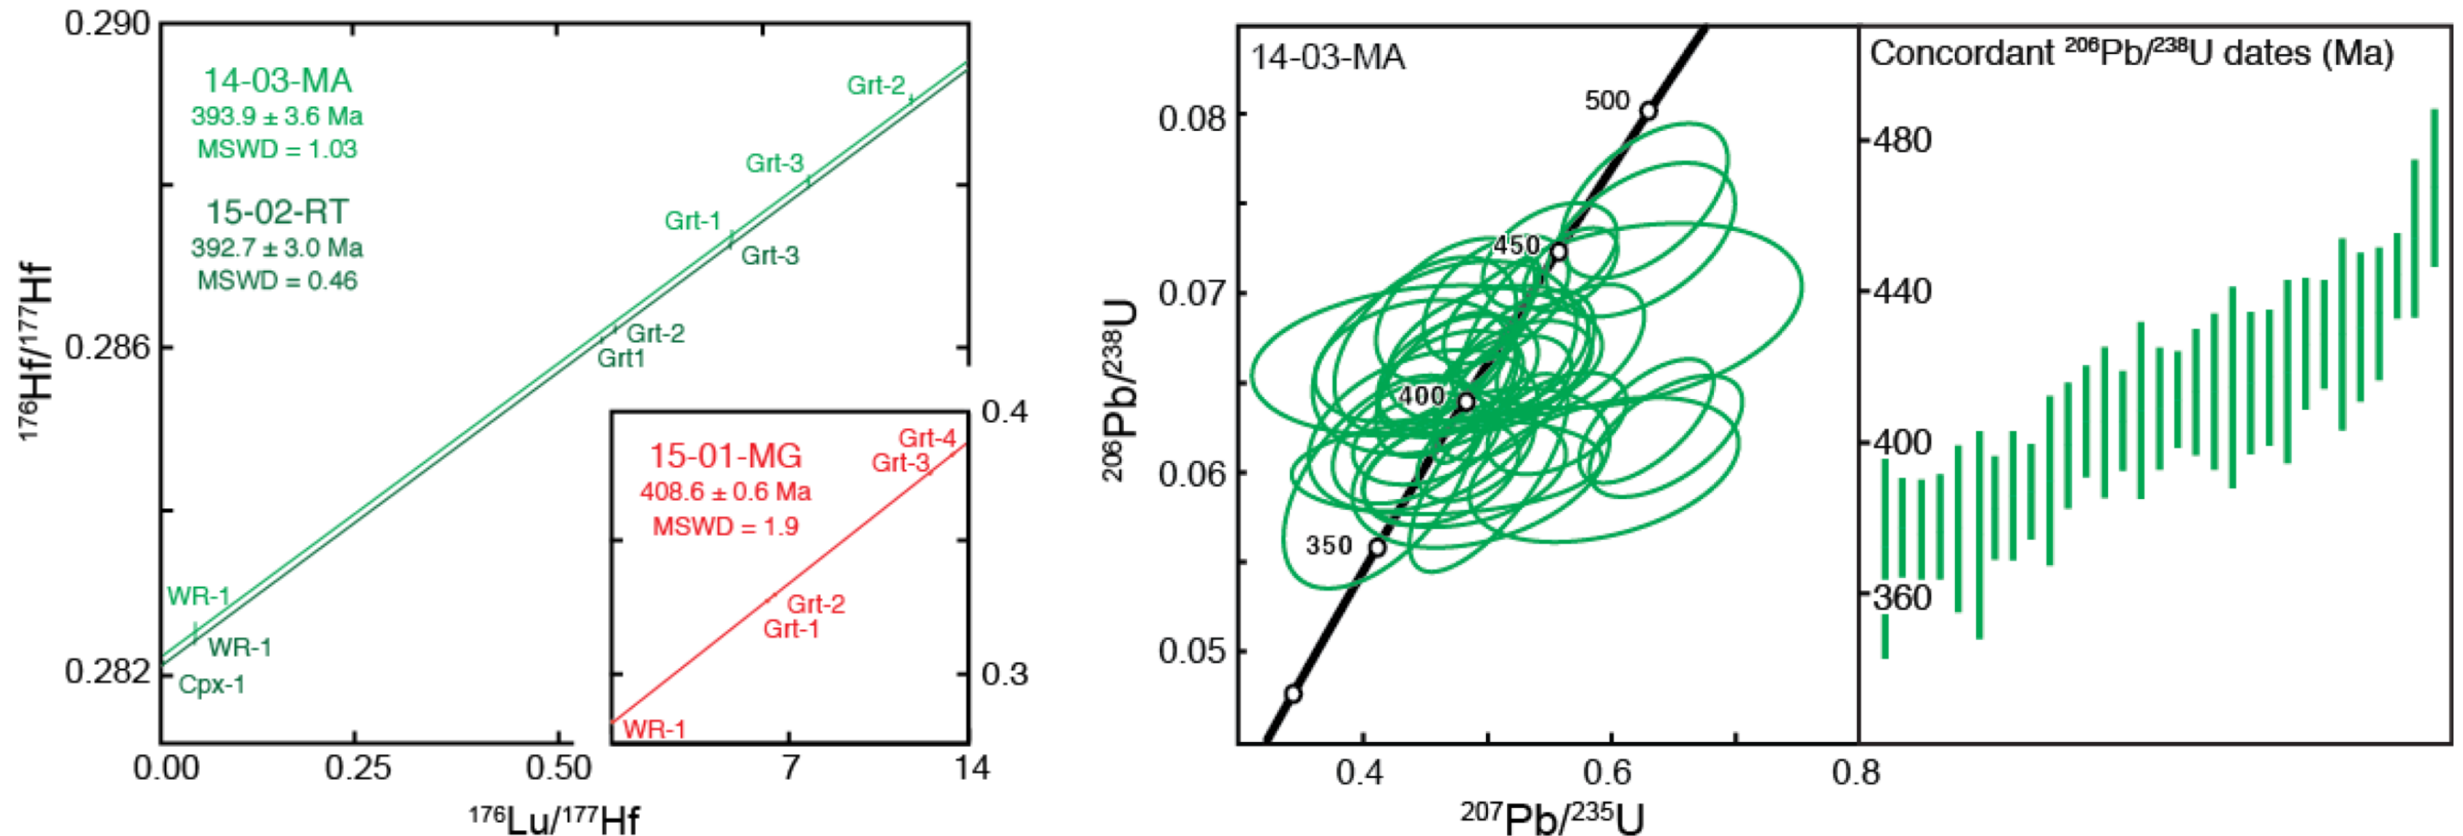 0.290
14-03-MA
393.9 ± 3.6 Ma
MSWD = 1.03
15-02-RT
392.7 ± 3.0 Ma
MSWD = 0.46
Grt-2
Grt-3
Grt-1
Grt-3
Grt-2
Grt1
0.286
176Hf/177Hf
WR-1
WR-1
Cpx-1
0.282
0.4
15-01-MG
408.6 ± 0.6 Ma
MSWD = 1.9
Grt-4
Grt-3
Grt-2
Grt-1
WR-1
0.3
0.00
0.25
0.50
7
14
176Lu/177Hf
14-03-MA
500
450
400
350
0.08
0.07
0.06
0.05
206Pb/238U
0.4
0.6
0.8
207Pb/235U
Concordant 206Pb/238U dates (Ma)
480
440
400
360